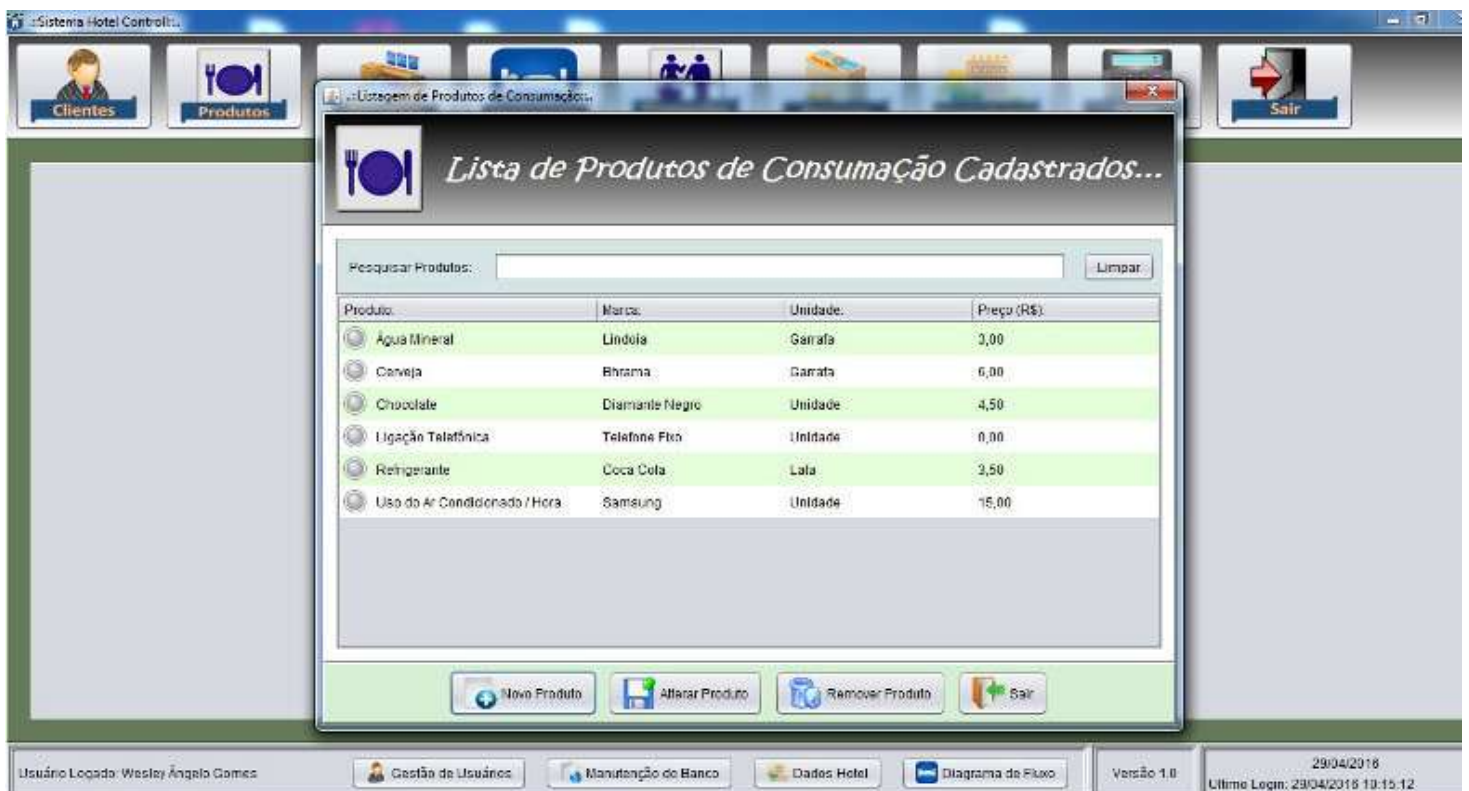 .::Sistema Hotel Controll::.
Clientes
Produtos
Sair
.::Listagem de Produtos de Consumação::.
Lista de Produtos de Consumação Cadastrados...
Pesquisar Produtos:
Limpar
Produto: Marca: Unidade: Preço (R$):
Água Mineral Lindoia Garrafa 3,00
Cerveja Bhrama Garrafa 6,00
Chocolate Diamante Negro Unidade 4,50
Ligação Telefônica Telefone Fixo Unidade
Refrigerante Coca Cola Lata 3,50
Uso do Ar Condicionado / Hora Samsung Unidade 15,00
Novo Produto Alterar Produto Remover Produto Sair
Usuário Logado: Wesley Ângelo Gomes Gestão de Usuários Manutenção do Banco Dados Hotel Diagrama de Fluxo Versão 1.0
29/04/2016
Ultimo Login: 29/04/2016 10:15:12